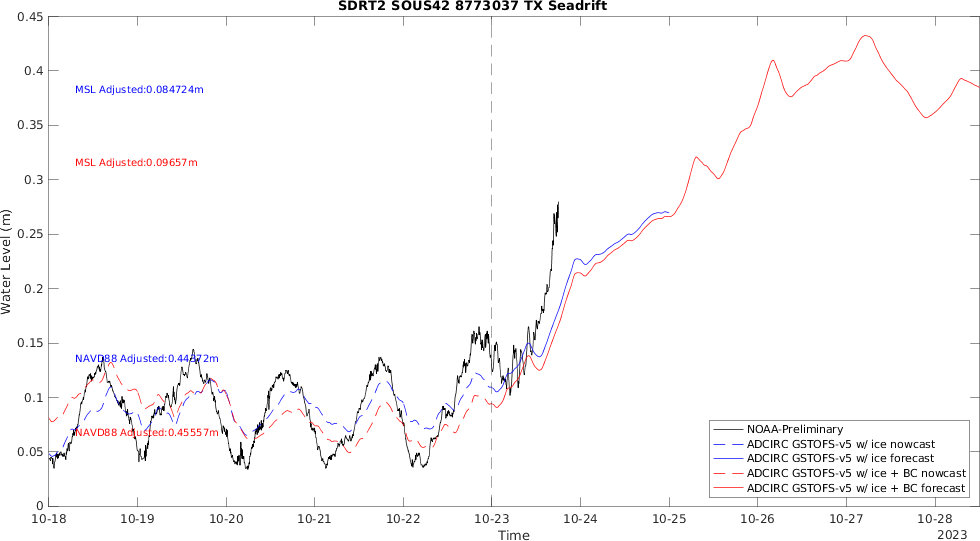 SDRT2 SOUS42 8773037 TX Seadrift
0.45
0.4
0.35
0.3
0.25
0.2
0.15
0.1
0.05
0
Water Level (m)
MSL Adjusted:0.084724m
MSL Adjusted:0.09657m
NAVD88 Adjusted:0.44372m
NAVD88 Adjusted:0.45557m
NOAA-Preliminary
ADCIRC GSTOFS-v5 w/ ice nowcast
ADCIRC GSTOFS-v5 w/ ice forecast
ADCIRC GSTOFS-v5 w/ ice + BC nowcast
ADCIRC GSTOFS-v5 w/ ice + BC forecast
10-18 10-19 10-20 10-21 10-22 10-23 10-24 10-25 10-26 10-27 10-28
Time
2023